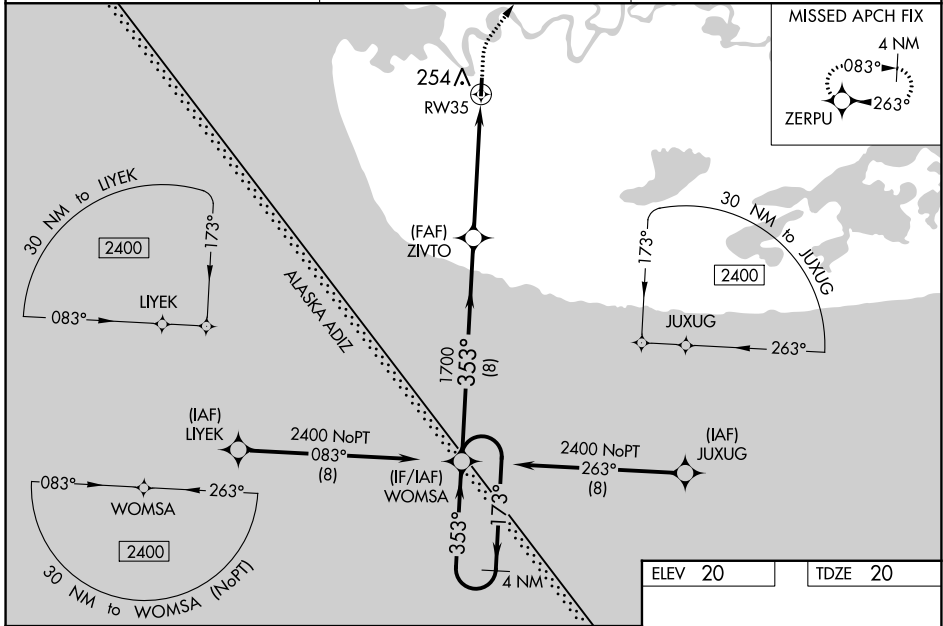 MISSED APCH FIX
4 NM
083°
263°
ZERPU
254
RW35
30 NM to LIYEK
2400
173°
LIYEK
083°
(FAF)
ZIVTO
ALASKA ADIZ
30 NM to JUXUG
173°
2400
JUXUG
263°
1700
353°
(8)
(IAF)
LIYEK
2400 NoPT
083°
(8)
(IF/IAF)
WOMSA
2400 NoPT
263°
(8)
(IAF)
JUXUG
083°
263°
WOMSA
2400
30 NM to WOMSA (NoPT)
353°
173°
4 NM
ELEV 20
TDZE 20